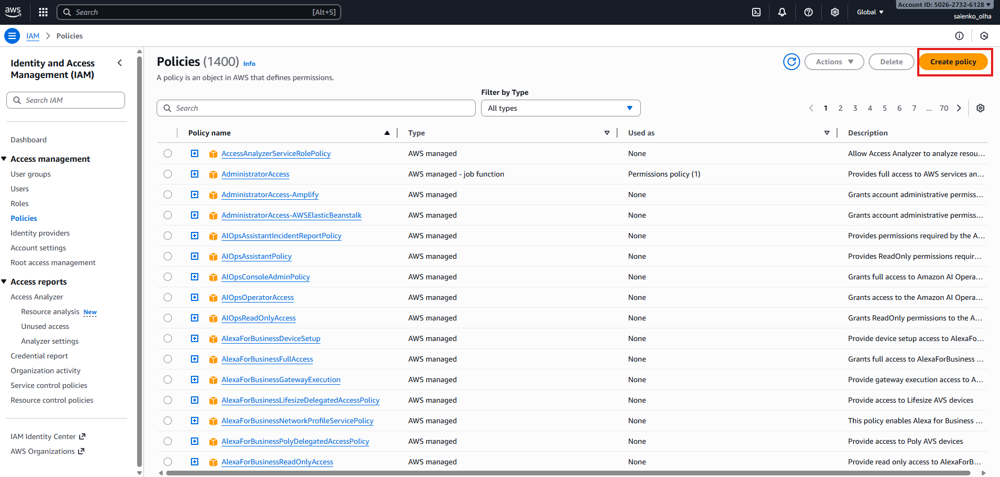 aws
Search
[Alt+S]
Global
Account ID: 5026-2732-6128
saienko_olha
IAM
Policies
Identity and Access
Management (IAM)
Search IAM
Dashboard
Access management
User groups
Users
Roles
Policies
Identity providers
Account settings
Root access management
Access reports
Access Analyzer
Resource analysis New
Unused access
Analyzer settings
Credential report
Organization activity
Service control policies
Resource control policies
IAM Identity Center
AWS Organizations
Policies (1400) Info
A policy is an object in AWS that defines permissions.
Actions
Delete
Create policy
Filter by Type
Search
All types
1 2 3 4 5 6 7 ... 70
Policy name Type Used as Description
AccessAnalyzerServiceRolePolicy AWS managed None Allow Access Analyzer to analyze resou...
AdministratorAccess AWS managed - job function Permissions policy (1) Provides full access to AWS services an...
AdministratorAccess-Amplify AWS managed None Grants account administrative permiss...
AdministratorAccess-AWSElasticBeanstalk AWS managed None Grants account administrative permiss...
AIOpsAssistantIncidentReportPolicy AWS managed None Provides permissions required by the A...
AIOpsAssistantPolicy AWS managed None Provides ReadOnly permissions requir...
AIOpsConsoleAdminPolicy AWS managed None Grants full access to Amazon AI Opera...
AIOpsOperatorAccess AWS managed None Grants access to the Amazon AI Opera...
AIOpsReadOnlyAccess AWS managed None Grants ReadOnly permissions to the A...
AlexaForBusinessDeviceSetup AWS managed None Provide device setup access to AlexaFo...
AlexaForBusinessFullAccess AWS managed None Grants full access to AlexaForBusiness ...
AlexaForBusinessGatewayExecution AWS managed None Provide gateway execution access to A...
AlexaForBusinessLifesizeDelegatedAccessPolicy AWS managed None Provide access to Lifesize AVS devices
AlexaForBusinessNetworkProfileServicePolicy AWS managed None This policy enables Alexa for Business ...
AlexaForBusinessPolyDelegatedAccessPolicy AWS managed None Provide access to Poly AVS devices
AlexaForBusinessReadOnlyAccess AWS managed None Provide read only access to AlexaForB...